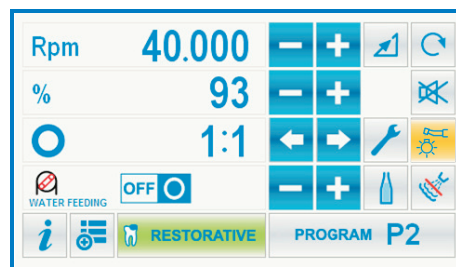 Rpm 40.000
% 93
1:1
WATER FEEDING OFF
i RESTORATIVE PROGRAM P2